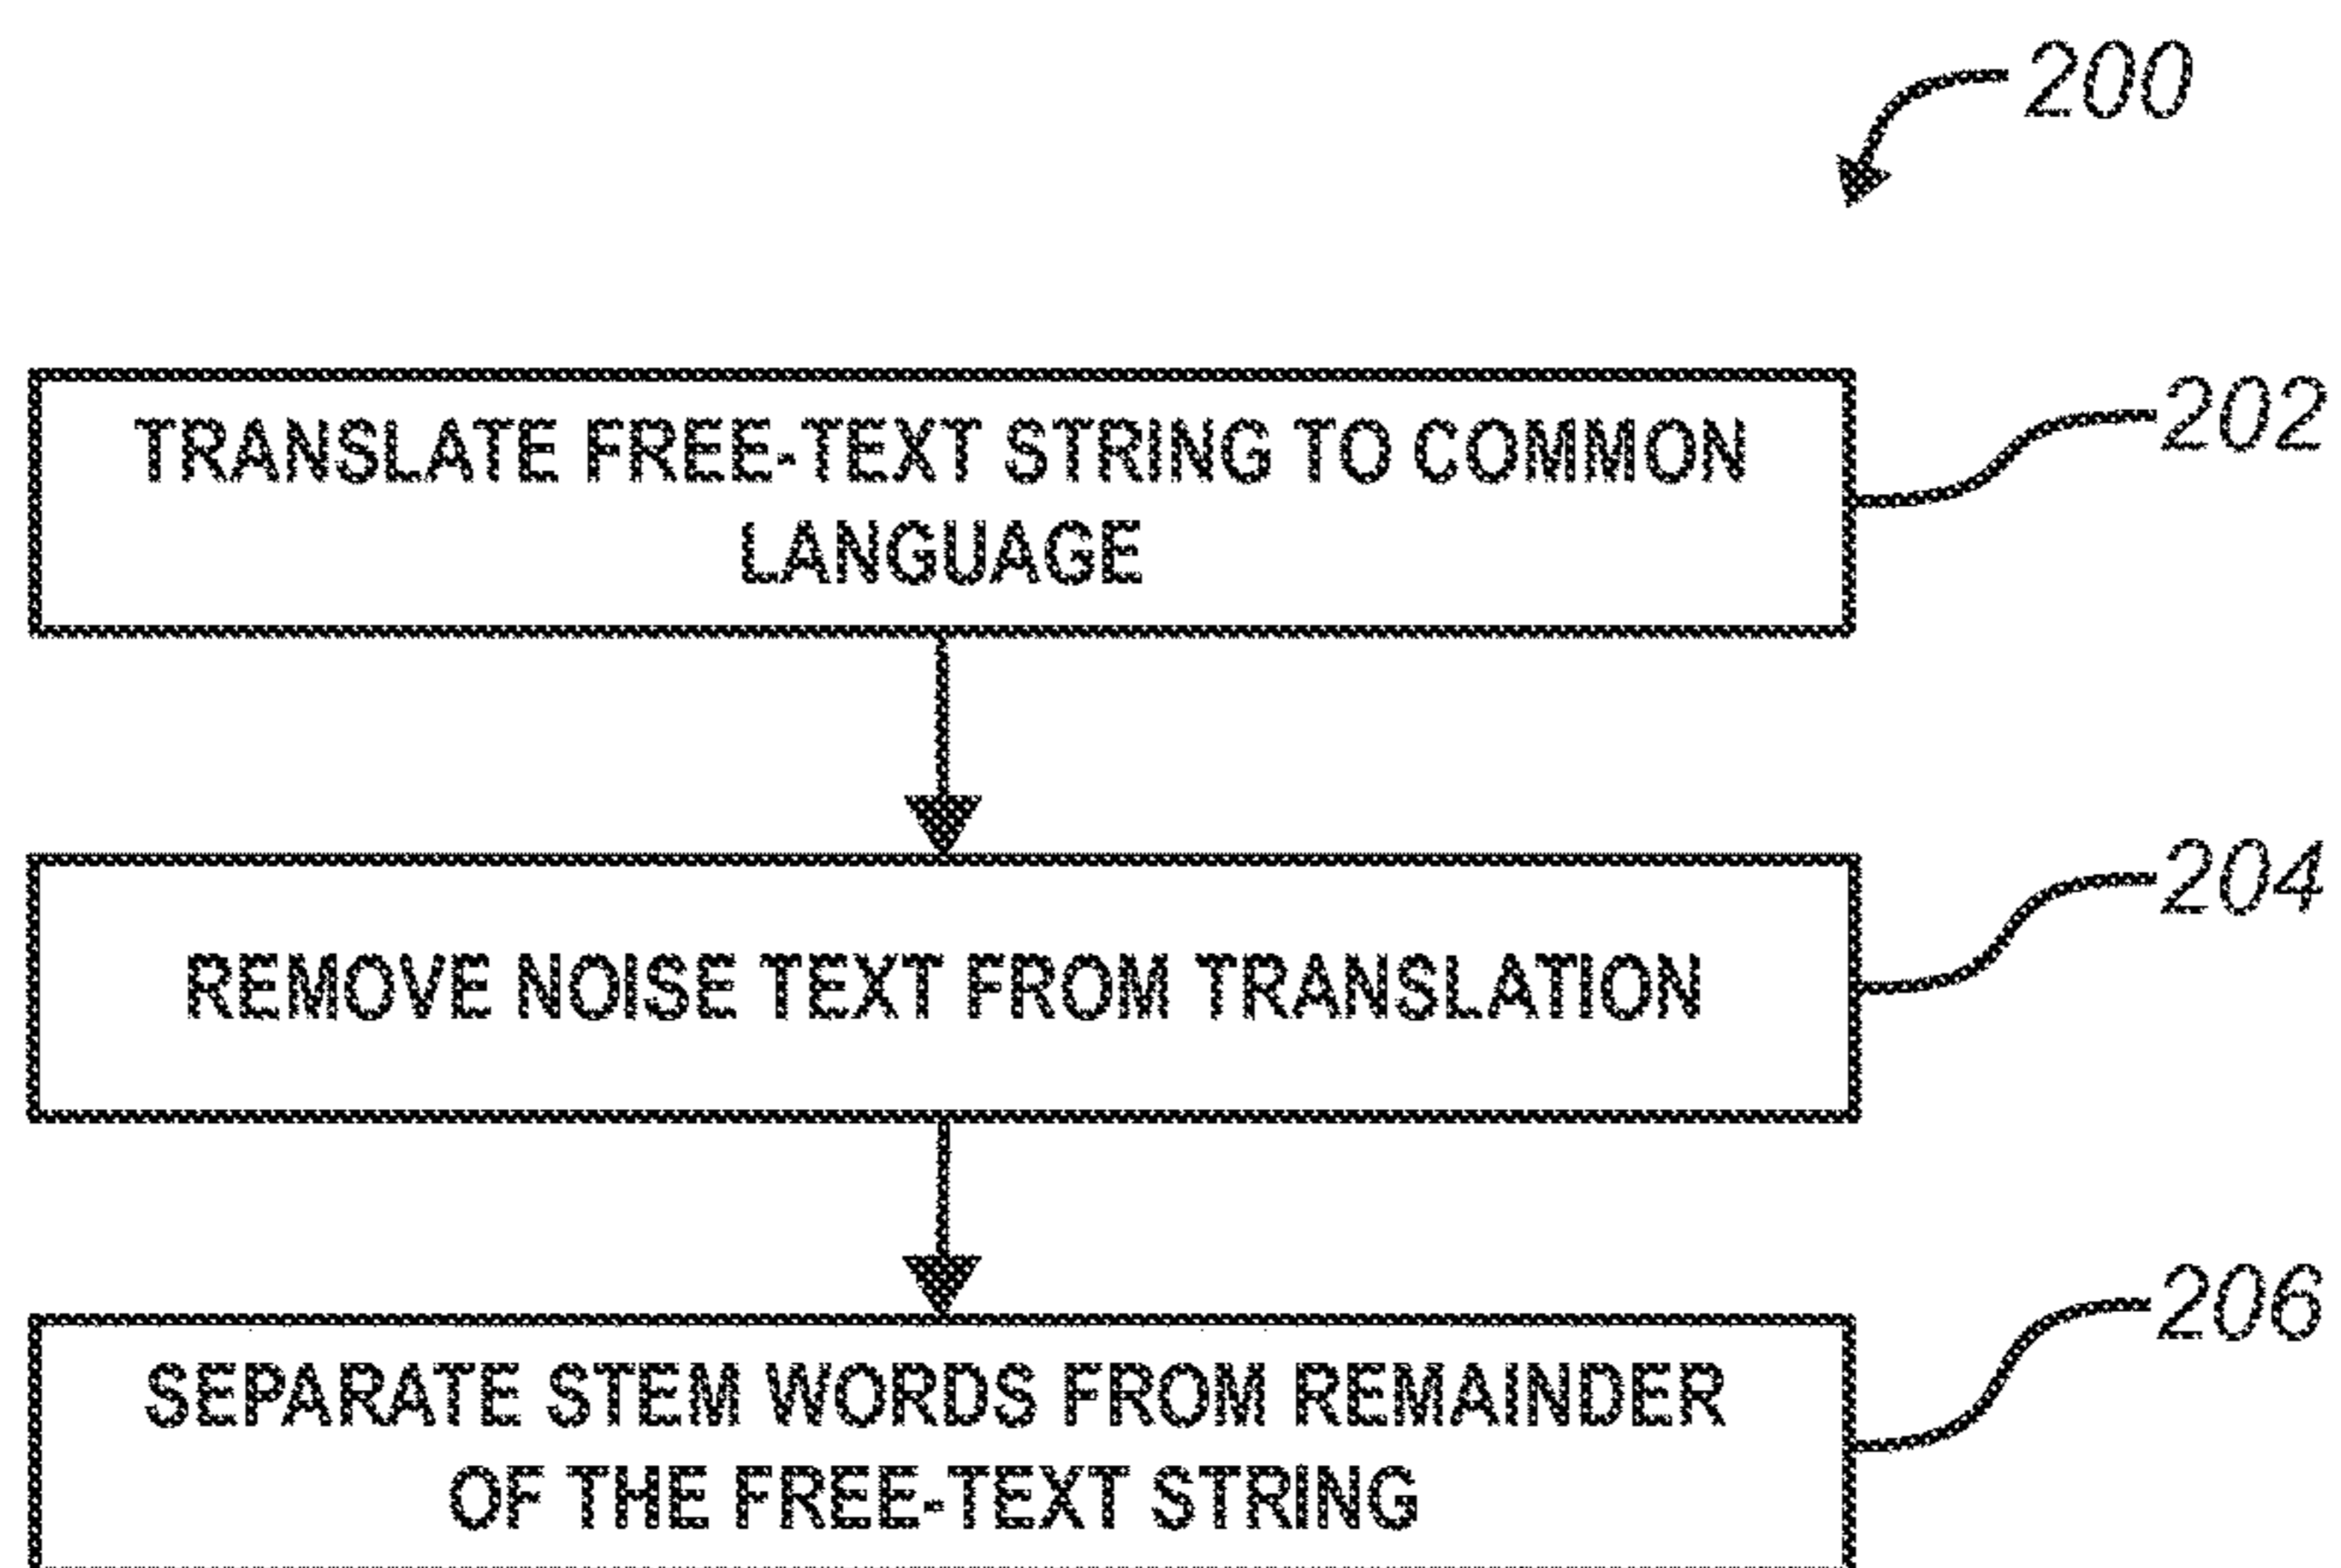 200
TRANSLATE FREE-TEXT STRING TO COMMON
LANGUAGE
202
REMOVE NOISE TEXT FROM TRANSLATION
204
SEPARATE STEM WORDS FROM REMAINDER
OF THE FREE-TEXT STRING
206